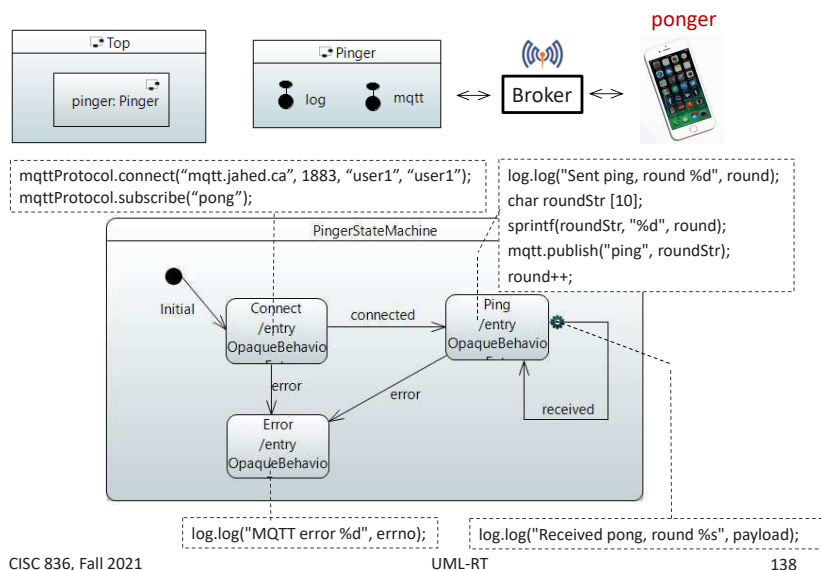 ponger
Top
pinger: Pinger
Pinger
log
mqtt
Broker
mqttProtocol.connect(“mqtt.jahed.ca”, 1883, “user1”, “user1”);
mqttProtocol.subscribe(“pong”);
log.log("Sent ping, round %d", round);
char roundStr [10];
sprintf(roundStr, "%d", round);
mqtt.publish("ping", roundStr);
round++;
PingerStateMachine
Initial
Connect
/entry
OpaqueBehavio
connected
Ping
/entry
OpaqueBehavio
error
error
received
Error
/entry
OpaqueBehavio
log.log("MQTT error %d", errno);
log.log("Received pong, round %s", payload);
CISC 836, Fall 2021
UML-RT
138